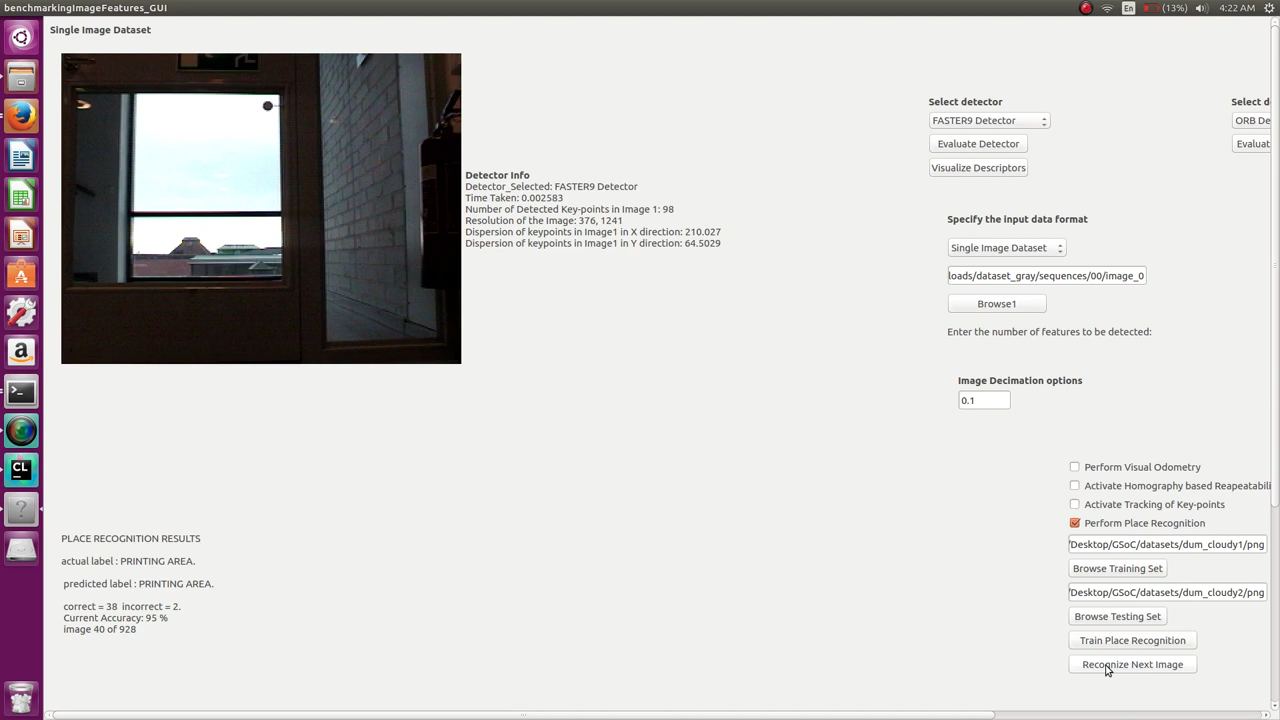 benchmarkingImageFeatures_GUI
En
(13%)
4:22 AM
Single Image Dataset
Select detector
FASTER9 Detector
Evaluate Detector
Visualize Descriptors
Select d
ORB De
Evaluat
Detector Info
Detector_Selected: FASTER9 Detector
Time Taken: 0.002583
Number of Detected Key-points in Image 1: 98
Resolution of the Image: 376, 1241
Dispersion of keypoints in Image1 in X direction: 210.027
Dispersion of keypoints in Image1 in Y direction: 64.5029
Specify the input data format
Single Image Dataset
loads/dataset_gray/sequences/00/image_0
Browse1
Enter the number of features to be detected:
Image Decimation options
0.1
Perform Visual Odometry
Activate Homography based Reapeatabili
Activate Tracking of Key-points
Perform Place Recognition
/Desktop/GSoC/datasets/dum_cloudy1/png
Browse Training Set
/Desktop/GSoC/datasets/dum_cloudy2/png
Browse Testing Set
Train Place Recognition
Recognize Next Image
PLACE RECOGNITION RESULTS
actual label : PRINTING AREA.
predicted label : PRINTING AREA.
correct = 38 incorrect = 2.
Current Accuracy: 95 %
image 40 of 928
CL